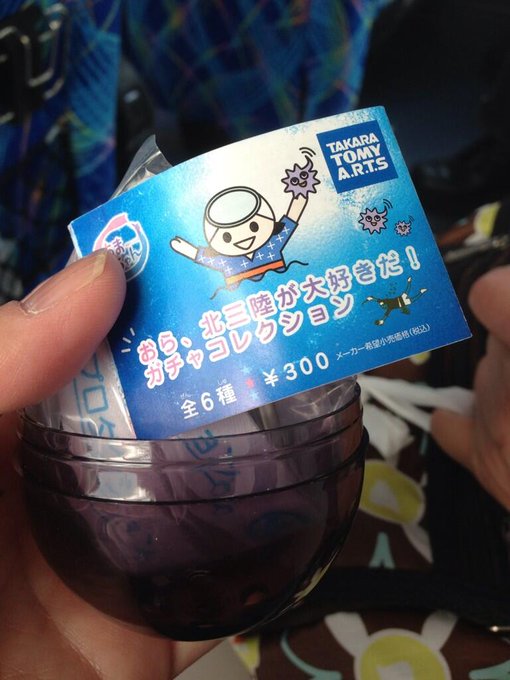 TAKARA
TOMY
A.R.T.S
おら、北三陸が大好きだ！
ガチャコレクション
全6種 ¥300 メーカー希望小売価格(税込)